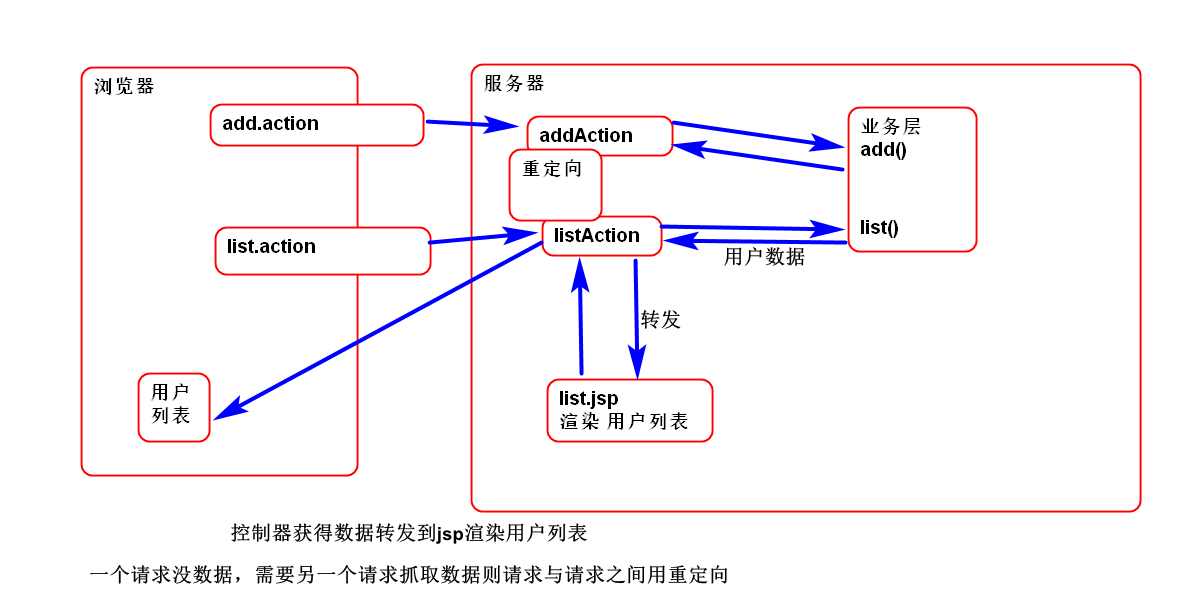 浏览器
服务器
add.action
addAction
业务层
add()
重定向
list.action
listAction
list()
用户数据
转发
用户
列表
list.jsp
渲染 用户列表
控制器获得数据转发到jsp渲染用户列表
一个请求没数据，需要另一个请求抓取数据则请求与请求之间用重定向